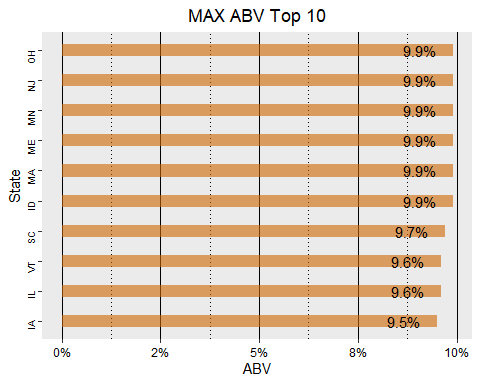 MAX ABV Top 10
State
OH 9.9%
NJ 9.9%
MN 9.9%
ME 9.9%
MA 9.9%
ID 9.9%
SC 9.7%
VT 9.6%
IL 9.6%
IA 9.5%
0% 2% 5% 8% 10%
ABV